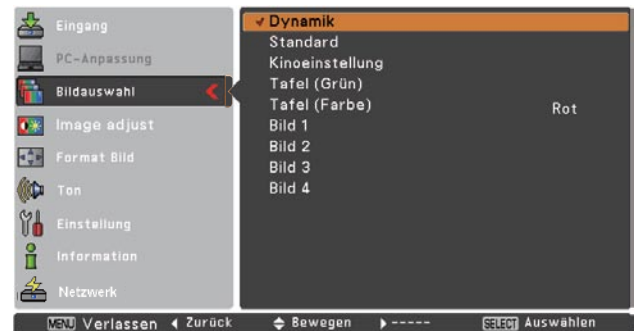 Eingang
PC-Anpassung
Bildauswahl
Image adjust
Format Bild
Ton
Einstellung
Information
Netzwerk
Dynamik
Standard
Kinoeinstellung
Tafel (Grün)
Tafel (Farbe) Rot
Bild 1
Bild 2
Bild 3
Bild 4
MENU Verlassen Zurück Bewegen ----- SELECT Auswählen